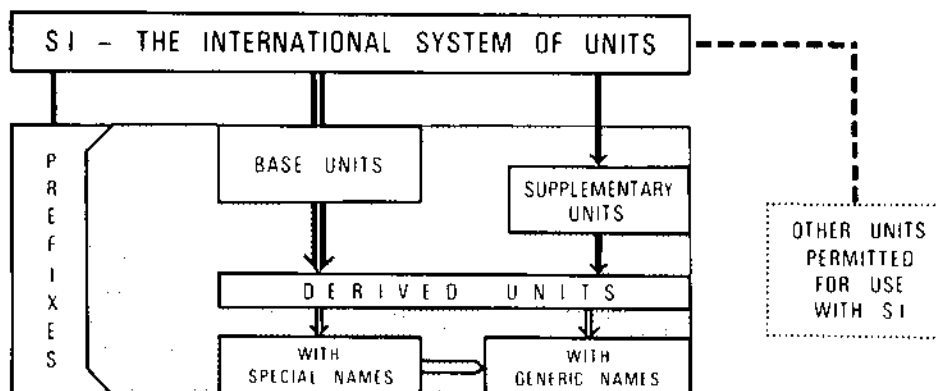 SI - THE INTERNATIONAL SYSTEM OF UNITS
PREFIXES
BASE UNITS
SUPPLEMENTARY
UNITS
OTHER UNITS
PERMITTED
FOR USE
WITH SI
DERIVED UNITS
WITH
SPECIAL NAMES
WITH
GENERIC NAMES